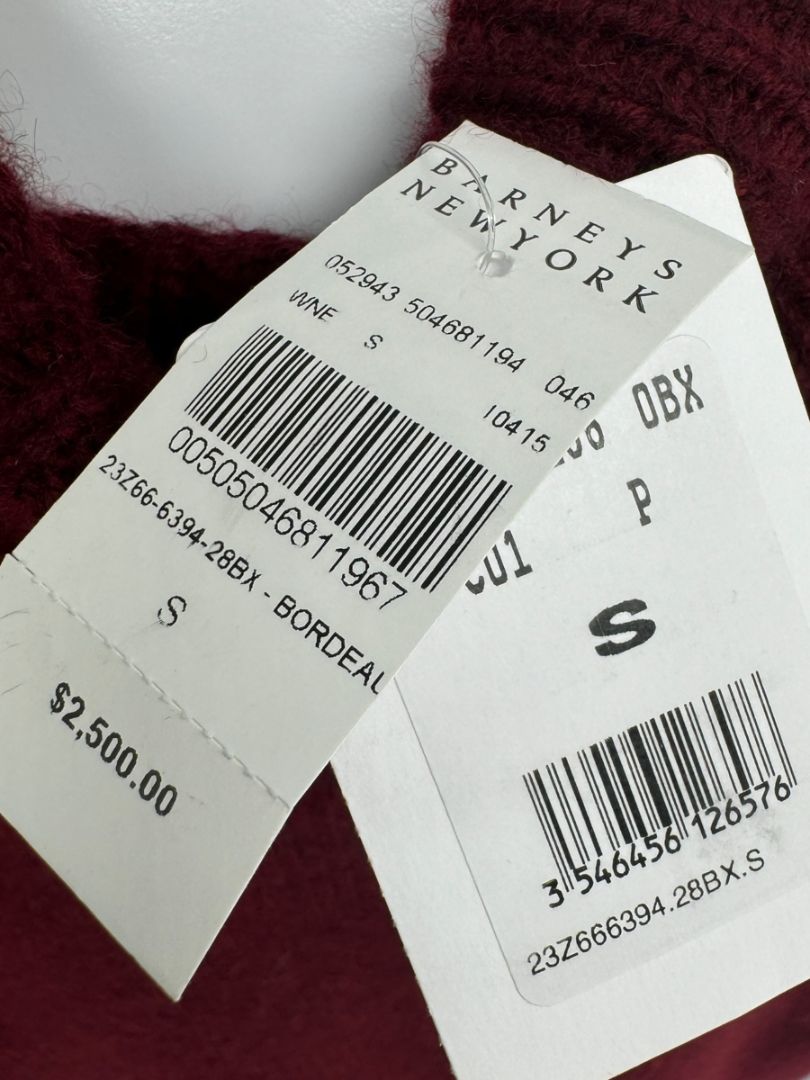 BARNEYS
NEWYORK
052943 504681194 046
WNE S 10415
00505046811967
23Z66-6394-28BX - BORDEAU
S
$2,500.00
0BX
P
S
3 546456 126576
23Z666394.28BX.S